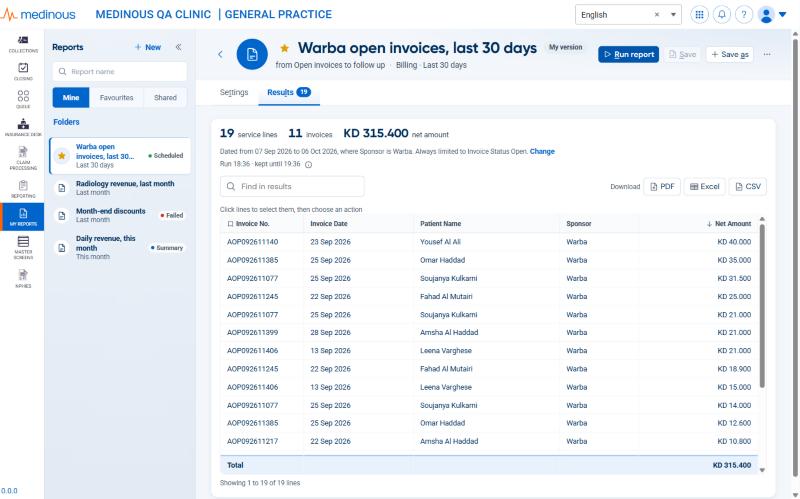 medinous
MEDINOUS QA CLINIC | GENERAL PRACTICE
English
COLLECTIONS
CLOSING
QUEUE
INSURANCE DESK
CLAIM PROCESSING
REPORTING
MY REPORTS
MASTER SCREENS
NPHIES
0.0.0
Reports
+ New
Report name
Mine Favourites Shared
Folders
Warba open invoices, last 30... Scheduled
Last 30 days
Radiology revenue, last month
Last month
Month-end discounts Failed
Last month
Daily revenue, this month Summary
This month
Warba open invoices, last 30 days My version
from Open invoices to follow up · Billing · Last 30 days
Run report Save + Save as
Settings Results 19
19 service lines 11 invoices KD 315.400 net amount
Dated from 07 Sep 2026 to 06 Oct 2026, where Sponsor is Warba. Always limited to Invoice Status Open. Change
Run 18:36 · kept until 19:36
Find in results
Download PDF Excel CSV
Click lines to select them, then choose an action
Invoice No. Invoice Date Patient Name Sponsor Net Amount
AOP092611140 23 Sep 2026 Yousef Al Ali Warba KD 40.000
AOP092611385 25 Sep 2026 Omar Haddad Warba KD 35.000
AOP092611077 25 Sep 2026 Soujanya Kulkarni Warba KD 31.500
AOP092611245 22 Sep 2026 Fahad Al Mutairi Warba KD 25.000
AOP092611077 25 Sep 2026 Soujanya Kulkarni Warba KD 21.000
AOP092611399 28 Sep 2026 Amsha Al Haddad Warba KD 21.000
AOP092611406 13 Sep 2026 Leena Varghese Warba KD 21.000
AOP092611245 22 Sep 2026 Fahad Al Mutairi Warba KD 18.900
AOP092611406 13 Sep 2026 Leena Varghese Warba KD 15.000
AOP092611077 25 Sep 2026 Soujanya Kulkarni Warba KD 14.000
AOP092611385 25 Sep 2026 Omar Haddad Warba KD 12.600
AOP092611217 22 Sep 2026 Amsha Al Haddad Warba KD 10.800
Total KD 315.400
Showing 1 to 19 of 19 lines